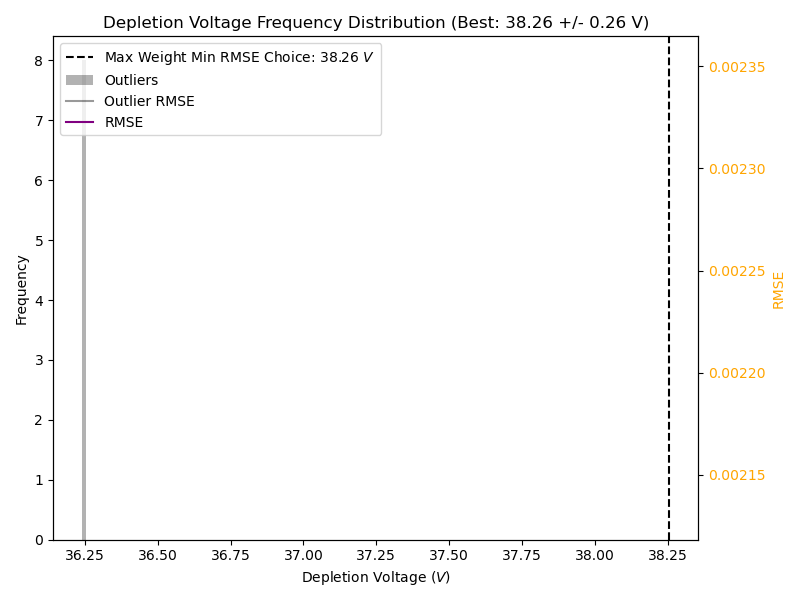 Depletion Voltage Frequency Distribution (Best: 38.26 +/- 0.26 V)
Max Weight Min RMSE Choice: 38.26 V
Outliers
Outlier RMSE
RMSE
Frequency
8
7
6
5
4
3
2
1
0
0.00235
0.00230
0.00225
0.00220
0.00215
RMSE
36.25 36.50 36.75 37.00 37.25 37.50 37.75 38.00 38.25
Depletion Voltage (V)